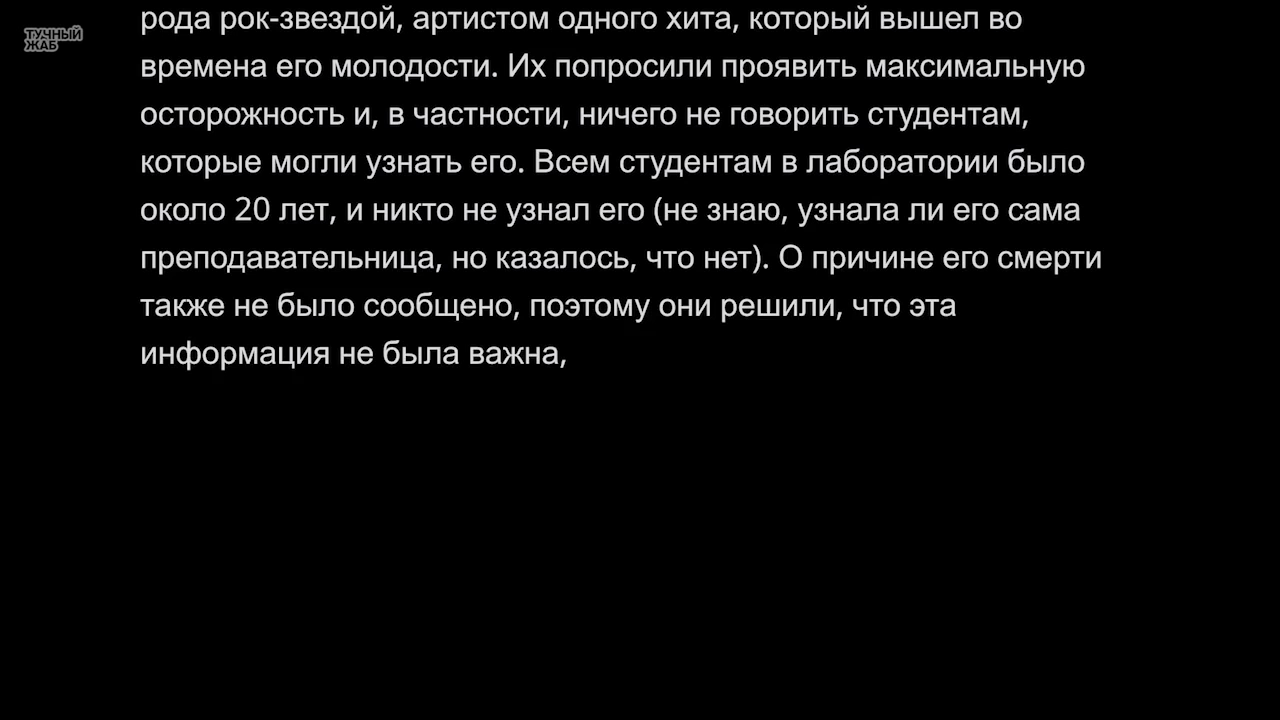 ТУЧНЫЙ
ЖАБ
рода рок-звездой, артистом одного хита, который вышел во
времена его молодости. Их попросили проявить максимальную
осторожность и, в частности, ничего не говорить студентам,
которые могли узнать его. Всем студентам в лаборатории было
около 20 лет, и никто не узнал его (не знаю, узнала ли его сама
преподавательница, но казалось, что нет). О причине его смерти
также не было сообщено, поэтому они решили, что эта
информация не была важна,